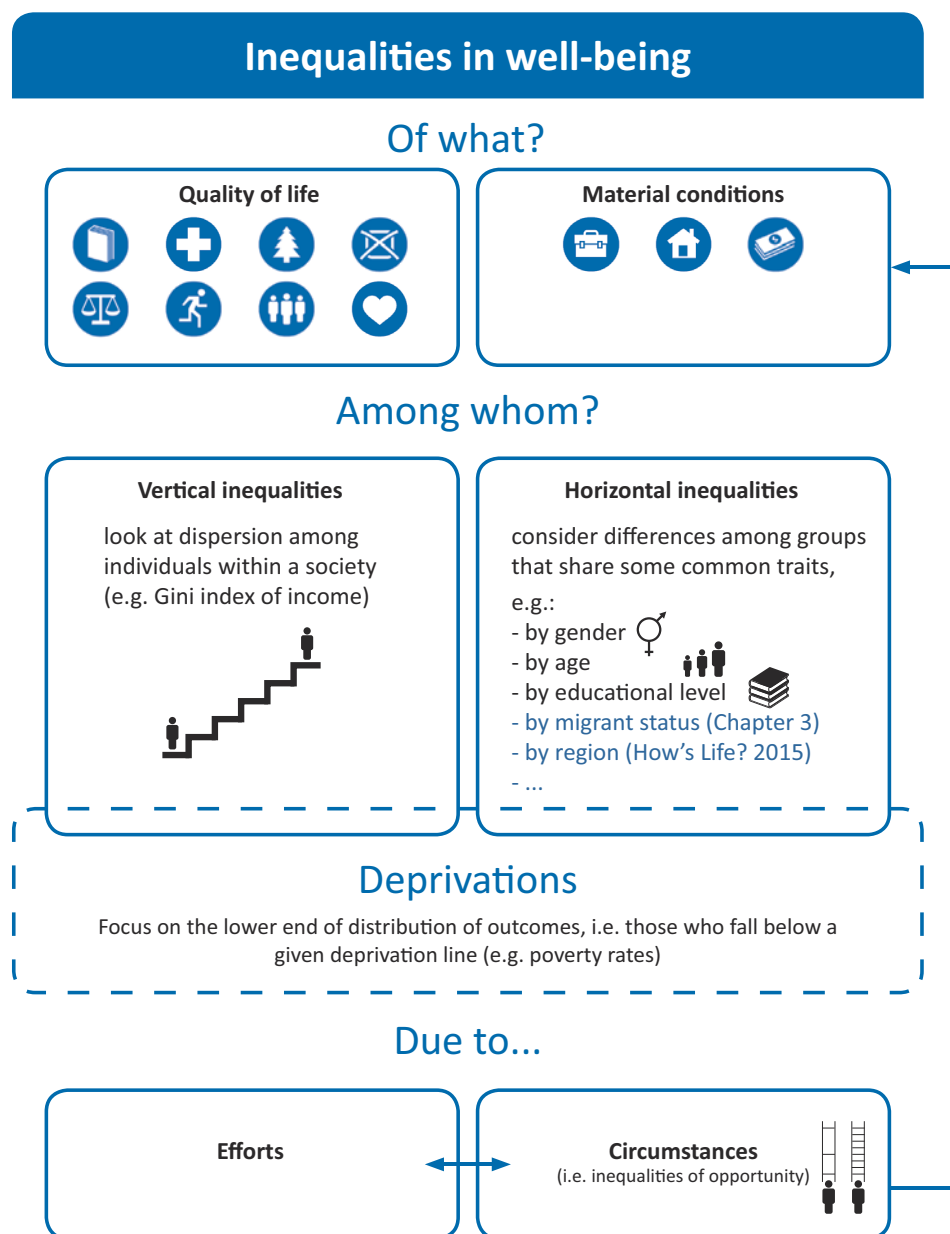 Inequalities in well-being
Of what?
Quality of life
Material conditions
Among whom?
Vertical inequalities
look at dispersion among
individuals within a society
(e.g. Gini index of income)
Horizontal inequalities
consider differences among groups
that share some common traits,
e.g.:
- by gender
- by age
- by educational level
- by migrant status (Chapter 3)
- by region (How's Life? 2015)
- ...
Deprivations
Focus on the lower end of distribution of outcomes, i.e. those who fall below a
given deprivation line (e.g. poverty rates)
Due to...
Efforts
Circumstances
(i.e. inequalities of opportunity)